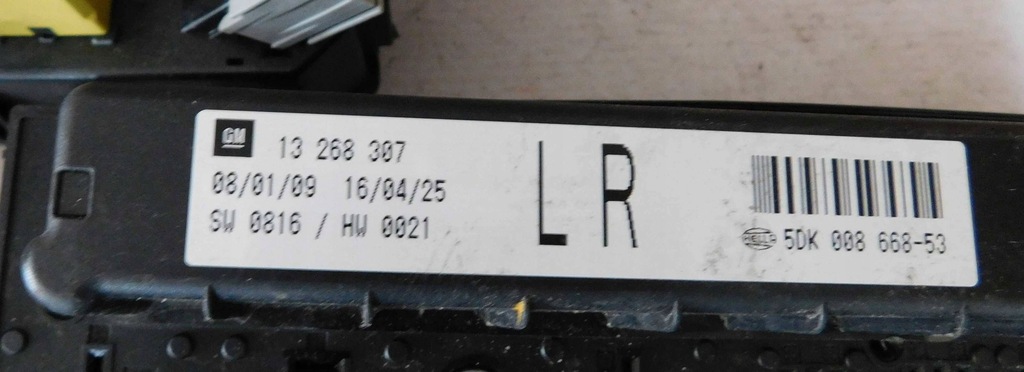 GM 13 268 307
08/01/09 16/04/25
SW 0816 / HW 0021
LR
HELLA 5DK 008 668-53